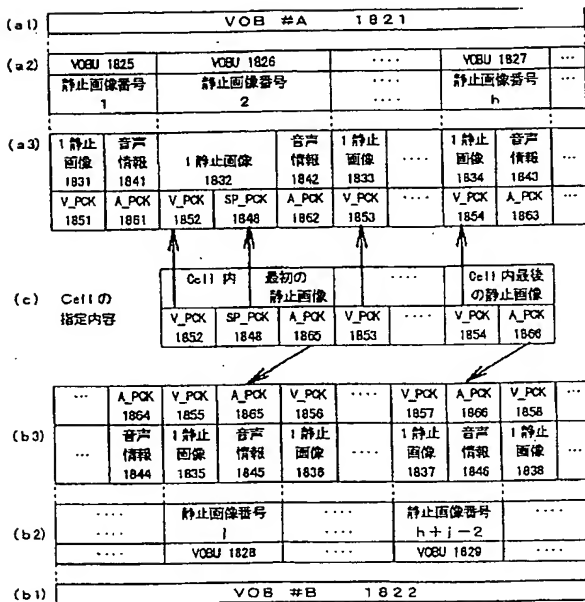 (a1) VOB #A 1821
(a2) VOBU 1825 VOBU 1826 ···· VOBU 1827 ···
静止画像番号 静止画像番号 ···· 静止画像番号 ···
1 2 ···· h
(a3) 1静止 音声 1静止画像 音声 1静止 ···· 1静止 音声 ···
画像 情報 1832 情報 画像 画像 情報
1831 1841 1842 1833 1834 1843
V_PCK A_PCK V_PCK SP_PCK A_PCK V_PCK ···· V_PCK A_PCK ···
1851 1861 1852 1848 1862 1853 1854 1863
Cell内 最初の ···· Cell内最後
静止画像 の静止画像
(c) Cellの
指定内容
V_PCK SP_PCK A_PCK V_PCK ···· V_PCK A_PCK
1852 1848 1865 1853 1854 1866
··· A_PCK V_PCK A_PCK V_PCK ···· V_PCK A_PCK V_PCK
1864 1855 1865 1856 1857 1866 1858
(b3) ··· 音声 1静止 音声 1静止 ···· 1静止 音声 1静止
情報 画像 情報 画像 画像 情報 画像
1844 1835 1845 1836 1837 1846 1838
(b2) ···· 静止画像番号 ···· 静止画像番号 ····
···· ···· h+j-2 ····
···· VOBU 1828 ···· VOBU 1829 ····
(b1) VOB #B 1822